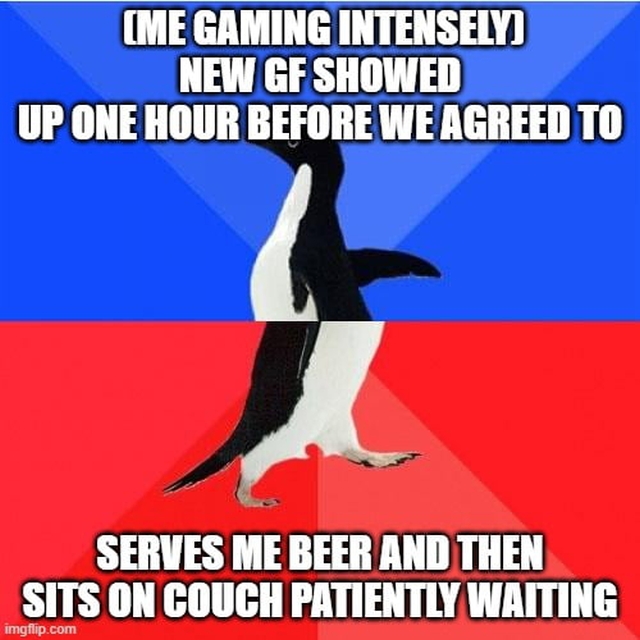 (ME GAMING INTENSELY)
NEW GF SHOWED
UP ONE HOUR BEFORE WE AGREED TO
SERVES ME BEER AND THEN
SITS ON COUCH PATIENTLY WAITING
imgflip.com